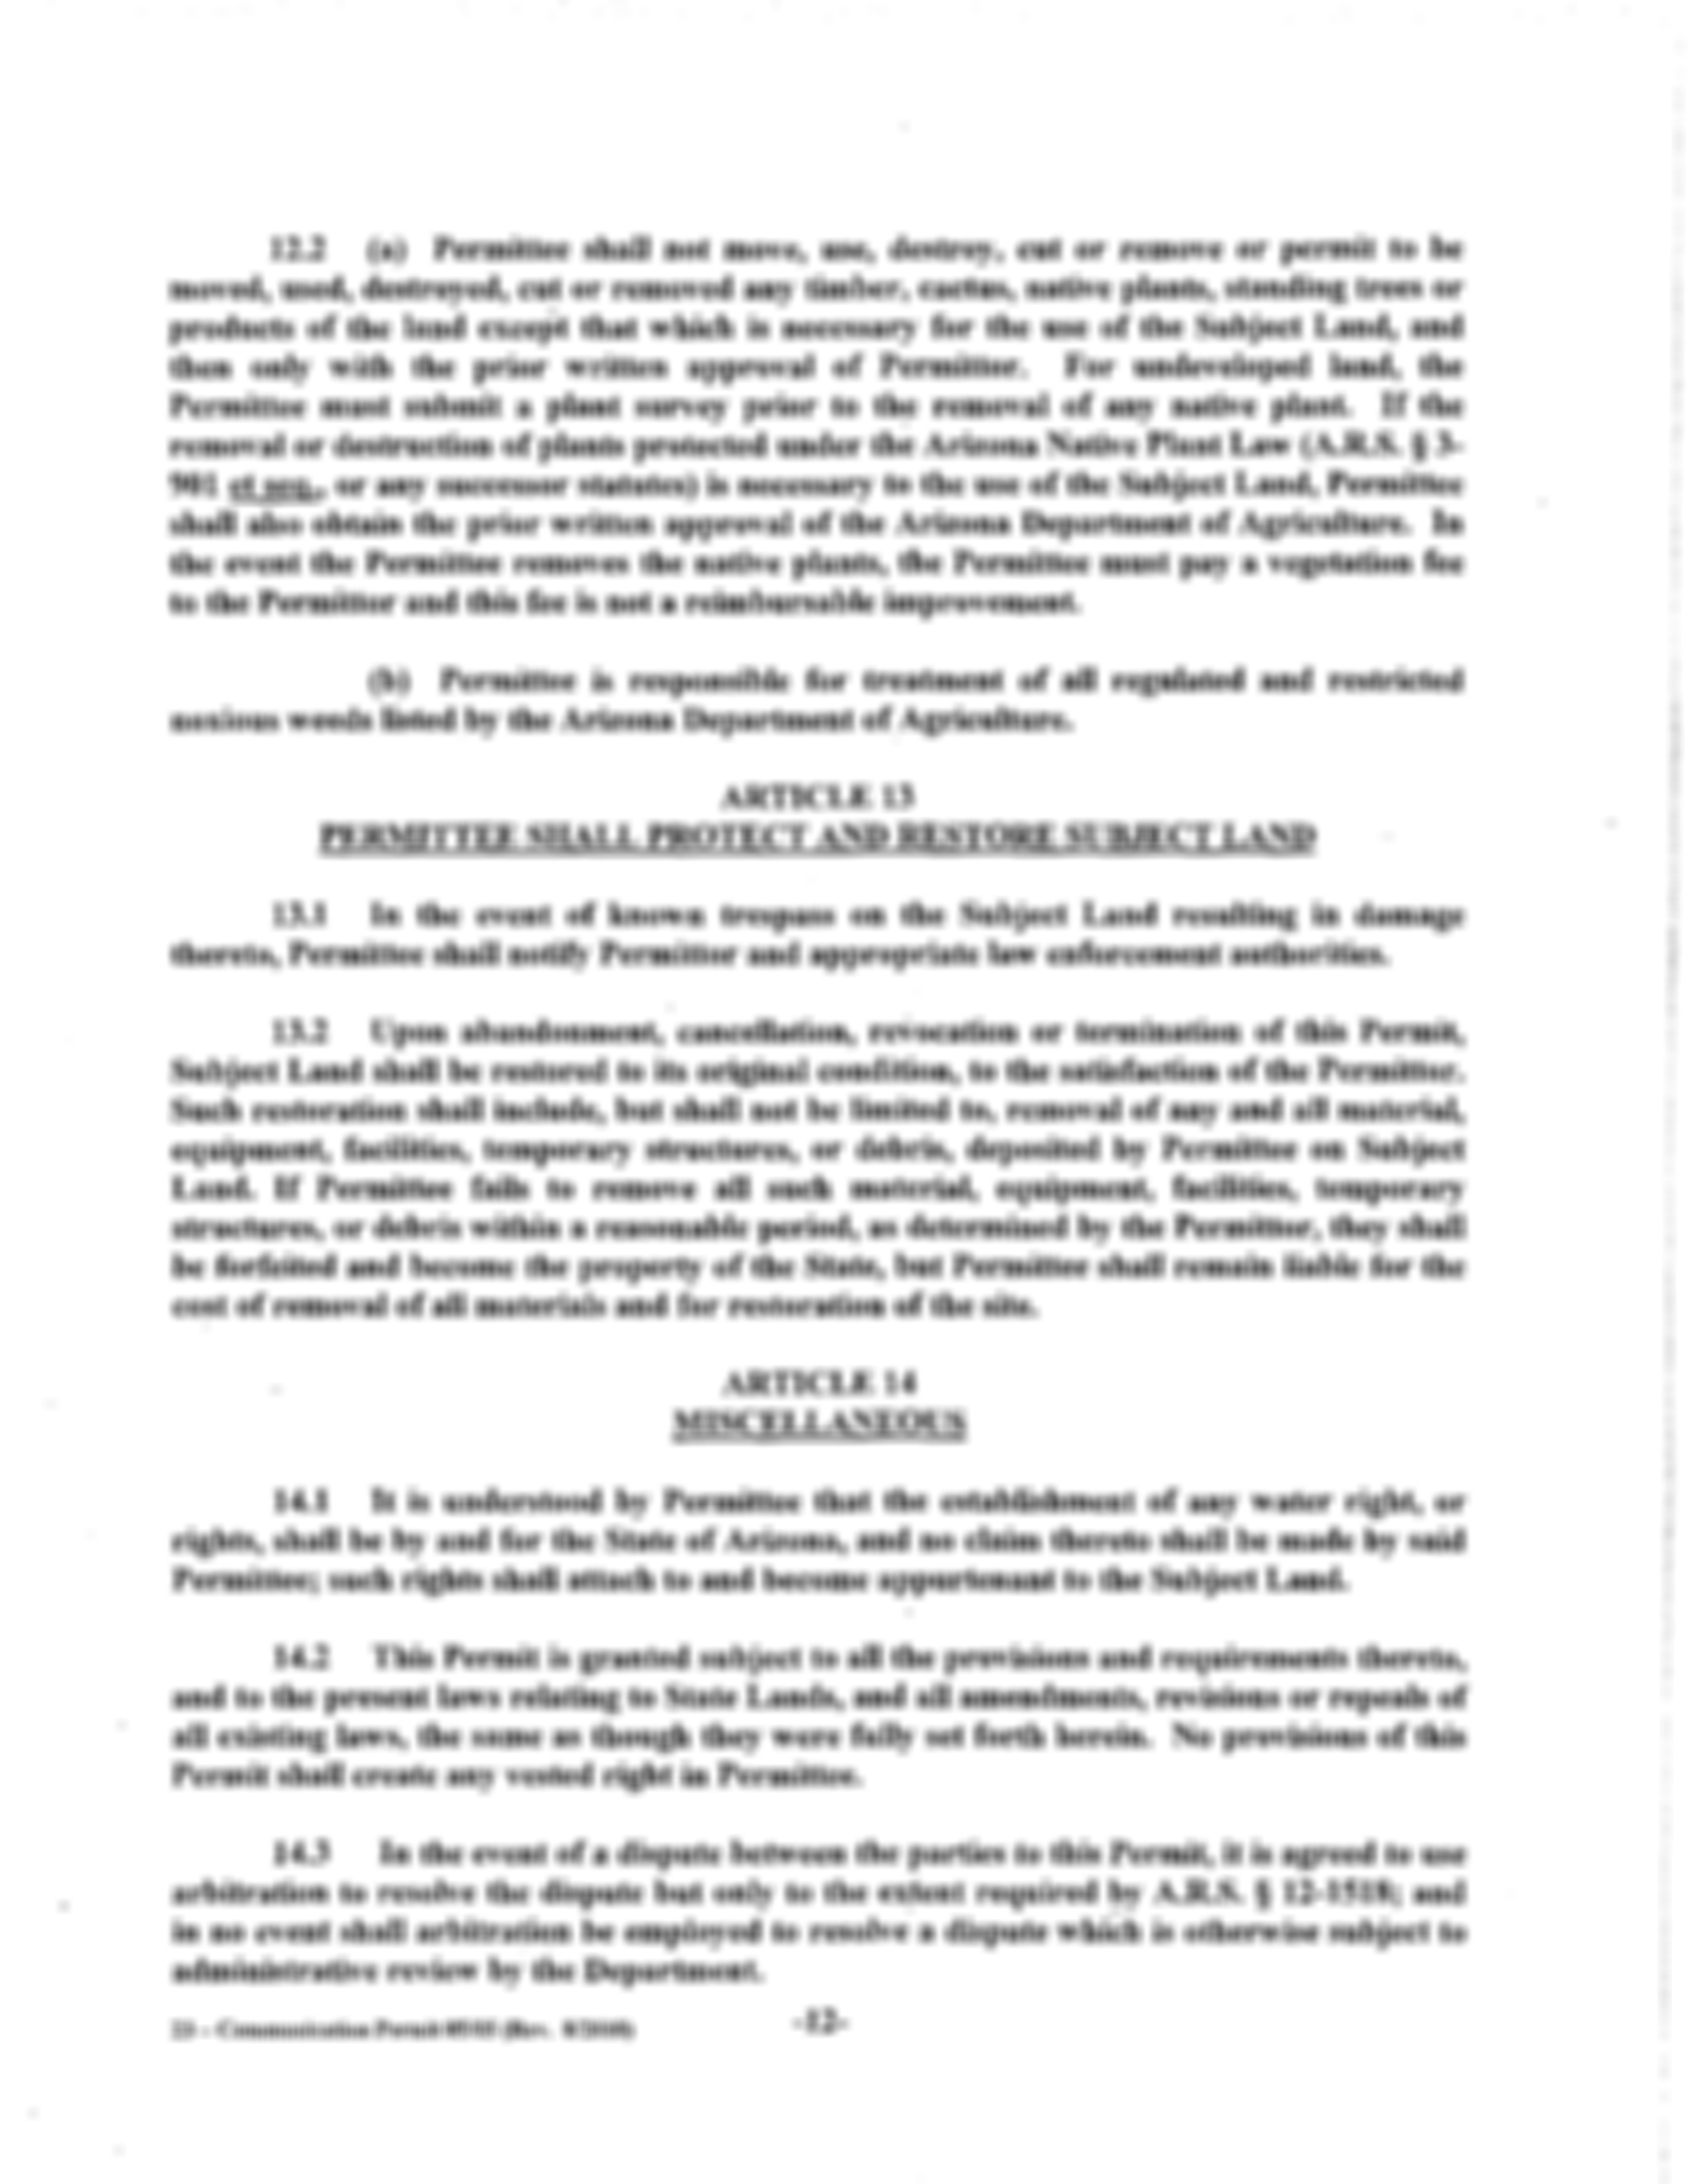 12.2 (a) Permittee shall not move, use, destroy, cut or remove or permit to be
moved, used, destroyed, cut or removed any timber, cactus, native plants, standing trees or
products of the land except that which is necessary for the use of the Subject Land, and
then only with the prior written approval of Permittor. For undeveloped land, the
Permittee must submit a plant survey prior to the removal of any native plant. If the
removal or destruction of plants protected under the Arizona Native Plant Law (A.R.S. § 3-
901 et seq., or any successor statutes) is necessary to the use of the Subject Land, Permittee
shall also obtain the prior written approval of the Arizona Department of Agriculture. In
the event the Permittee removes the native plants, the Permittee must pay a vegetation fee
to the Permittor and this fee is not a reimbursable improvement.
(b) Permittee is responsible for treatment of all regulated and restricted
noxious weeds listed by the Arizona Department of Agriculture.
ARTICLE 13
PERMITTEE SHALL PROTECT AND RESTORE SUBJECT LAND
13.1 In the event of known trespass on the Subject Land resulting in damage
thereto, Permittee shall notify Permittor and appropriate law enforcement authorities.
13.2 Upon abandonment, cancellation, revocation or termination of this Permit,
Subject Land shall be restored to its original condition, to the satisfaction of the Permittor.
Such restoration shall include, but shall not be limited to, removal of any and all material,
equipment, facilities, temporary structures, or debris, deposited by Permittee on Subject
Land. If Permittee fails to remove all such material, equipment, facilities, temporary
structures, or debris within a reasonable period, as determined by the Permittor, they shall
be forfeited and become the property of the State, but Permittee shall remain liable for the
cost of removal of all materials and for restoration of the site.
ARTICLE 14
MISCELLANEOUS
14.1 It is understood by Permittee that the establishment of any water right, or
rights, shall be by and for the State of Arizona, and no claim thereto shall be made by said
Permittee; such rights shall attach to and become appurtenant to the Subject Land.
14.2 This Permit is granted subject to all the provisions and requirements thereto,
and to the present laws relating to State Lands, and all amendments, revisions or repeals of
all existing laws, the same as though they were fully set forth herein. No provisions of this
Permit shall create any vested right in Permittee.
14.3 In the event of a dispute between the parties to this Permit, it is agreed to use
arbitration to resolve the dispute but only to the extent required by A.R.S. § 12-1518; and
in no event shall arbitration be employed to resolve a dispute which is otherwise subject to
administrative review by the Department.
23 – Communication Permit (Rev. 8/2010) -12-